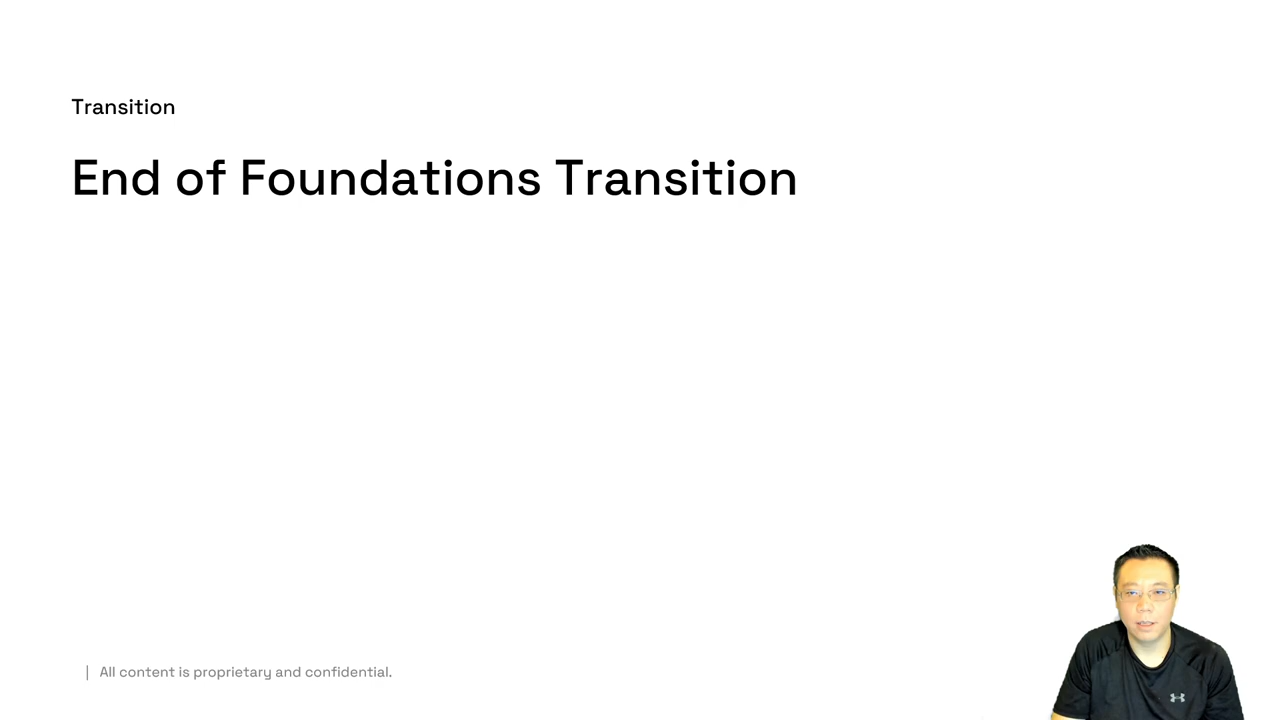 Transition
End of Foundations Transition
| All content is proprietary and confidential.